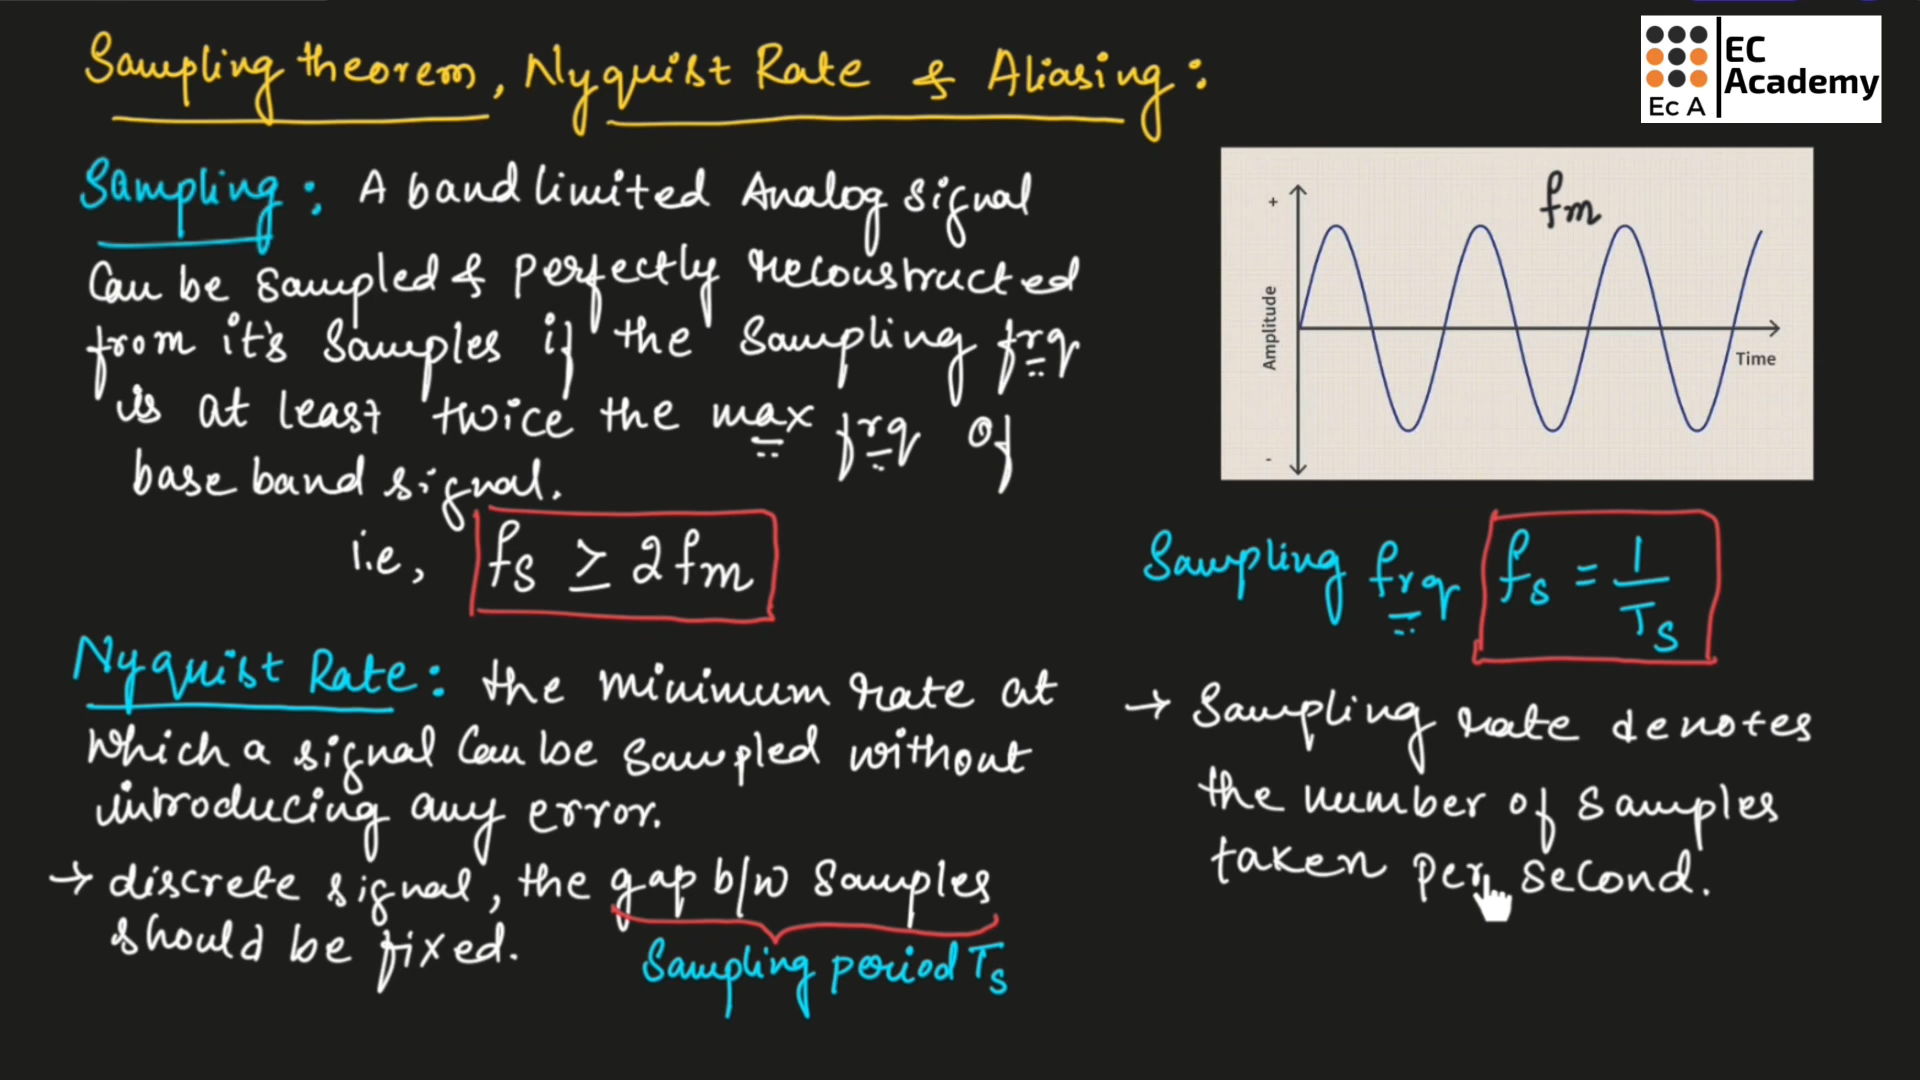 Sampling theorem, Nyquist Rate & Aliasing:
EC
Academy
Ec A
Sampling: A band limited Analog signal
Can be sampled & perfectly reconstructed
from it's samples if the sampling frq
is at least twice the max frq of
base band signal.
i.e, fs ≥ 2fm
Nyquist Rate: the minimum rate at
which a signal can be sampled without
introducing any error.
→ discrete signal, the gap b/w samples
should be fixed.
Sampling period Ts
fm
+
Amplitude
-
Time
Sampling frq fs = 1/Ts
→ Sampling rate denotes
the number of samples
taken per second.